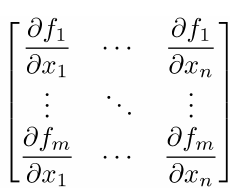 [ ∂f₁/∂x₁ ⋯ ∂f₁/∂xₙ ]
[ ⋮ ⋱ ⋮ ]
[ ∂fₘ/∂x₁ ⋯ ∂fₘ/∂xₙ ]